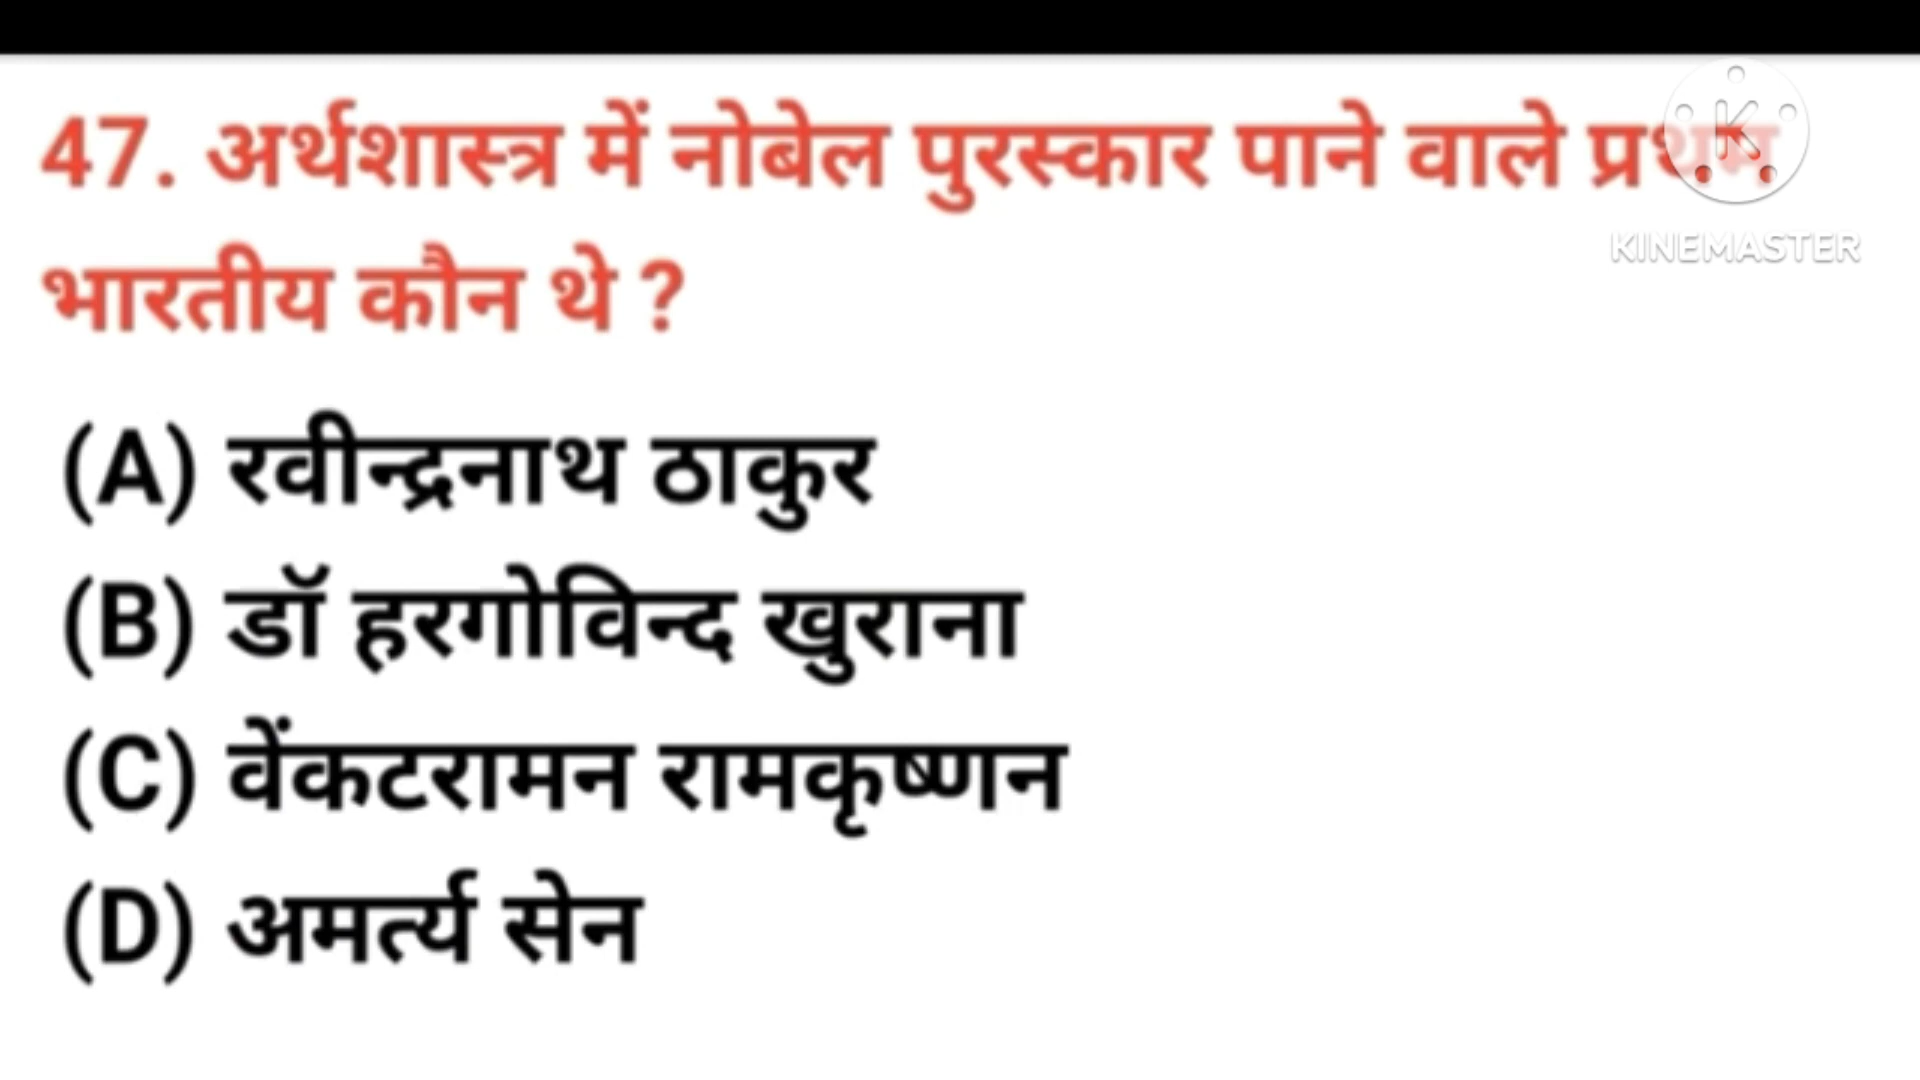 47. अर्थशास्त्र में नोबेल पुरस्कार पाने वाले प्रथम
KINEMASTER
भारतीय कौन थे ?
(A) रवीन्द्रनाथ ठाकुर
(B) डॉ हरगोविन्द खुराना
(C) वेंकटरामन रामकृष्णन
(D) अमर्त्य सेन